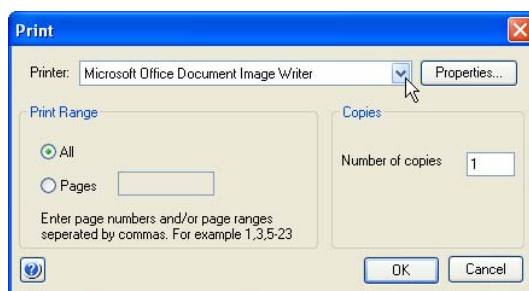 Print
Printer: Microsoft Office Document Image Writer Properties...
Print Range
Copies
All
Number of copies 1
Pages
Enter page numbers and/or page ranges
seperated by commas. For example 1,3,5-23
? OK Cancel